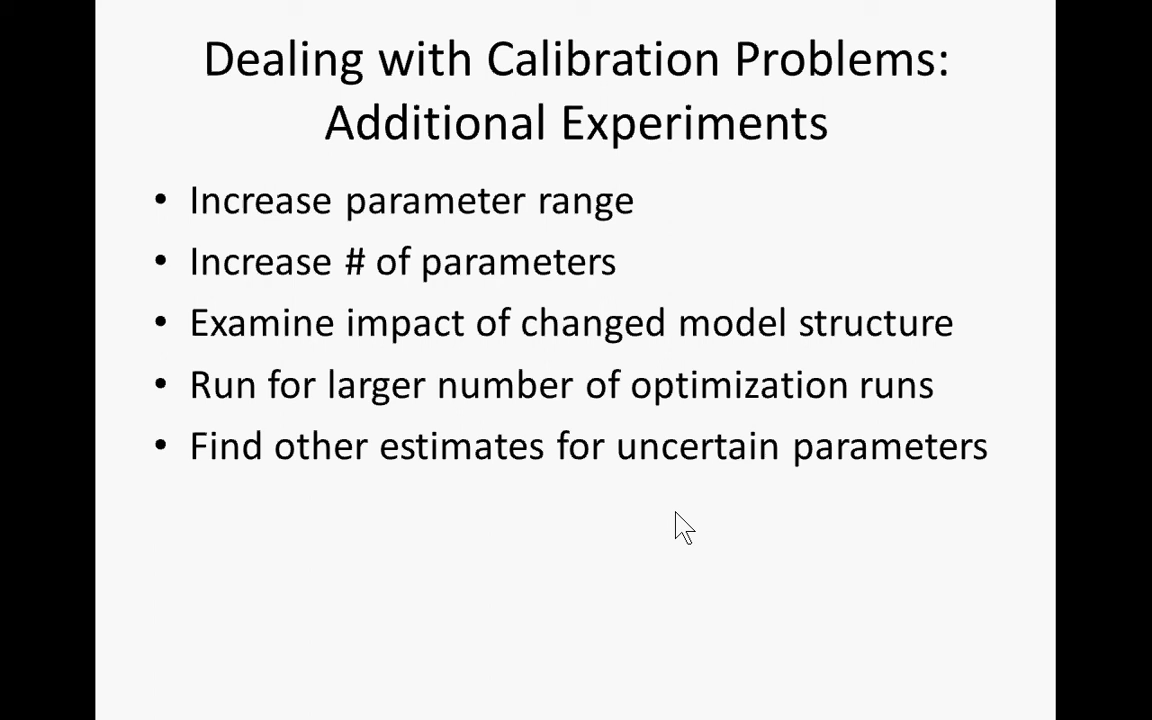 Dealing with Calibration Problems:
Additional Experiments
• Increase parameter range
• Increase # of parameters
• Examine impact of changed model structure
• Run for larger number of optimization runs
• Find other estimates for uncertain parameters